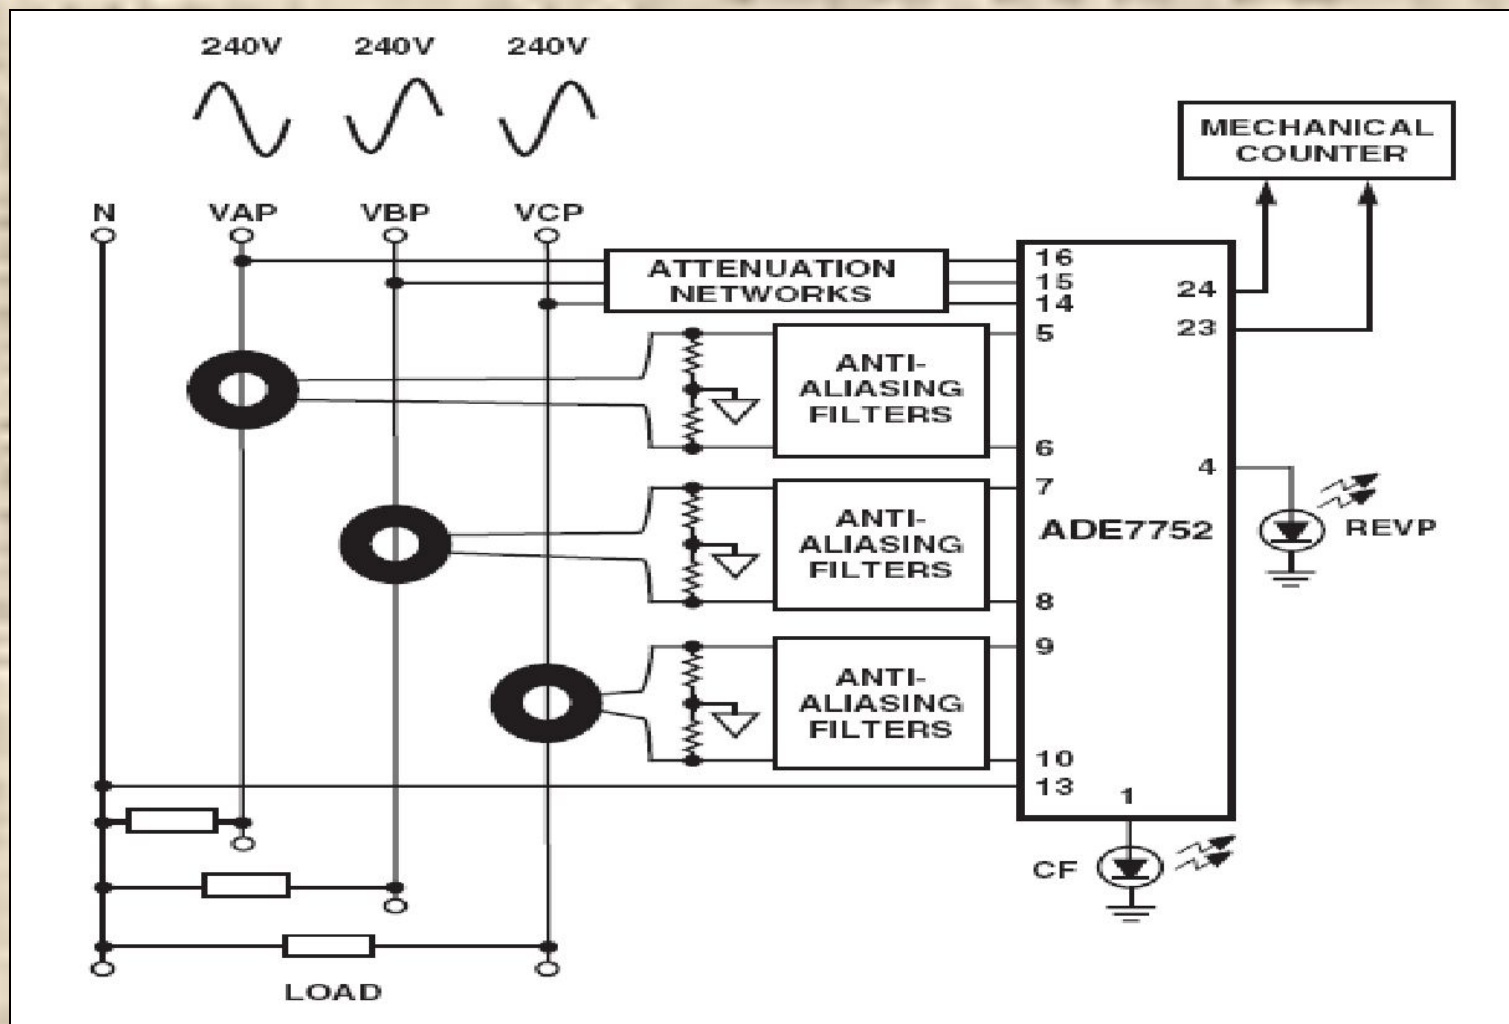 240V 240V 240V
MECHANICAL
COUNTER
N VAP VBP VCP
ATTENUATION
NETWORKS
16
15
14
24
23
5
ANTI-
ALIASING
FILTERS
6
4
7
ANTI-
ALIASING
FILTERS
ADE7752
REVP
8
9
ANTI-
ALIASING
FILTERS
10
13
1
CF
LOAD